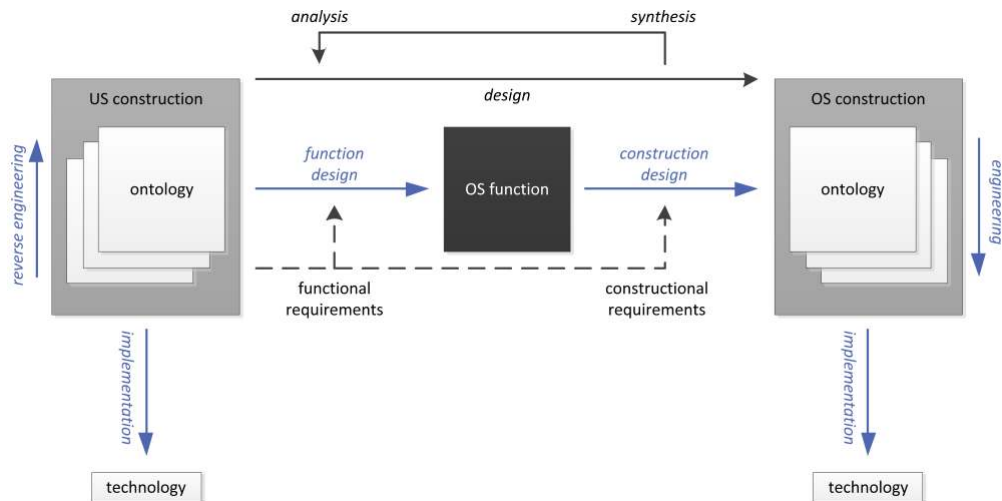 analysis
synthesis
US construction
design
OS construction
reverse engineering
ontology
function
design
OS function
construction
design
ontology
engineering
functional
requirements
constructional
requirements
implementation
implementation
technology
technology